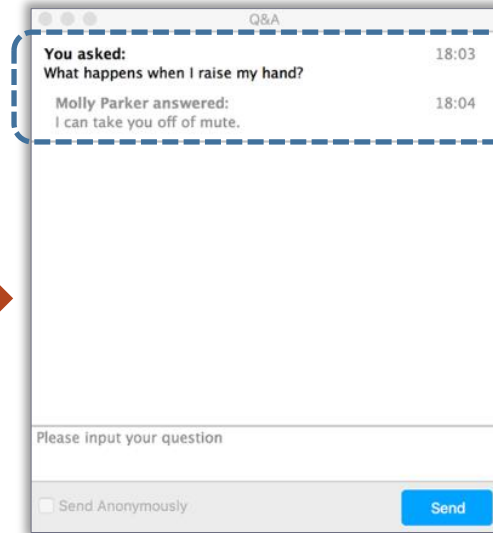 Q&A
You asked: 18:03
What happens when I raise my hand?
Molly Parker answered: 18:04
I can take you off of mute.
Please input your question
Send Anonymously
Send